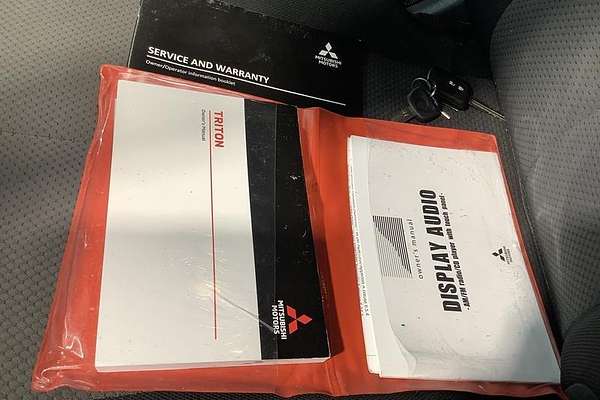 SERVICE AND WARRANTY
Owner/Operator information booklet
MITSUBISHI
MOTORS
TRITON
Owner's Manual
MITSUBISHI
MOTORS
owner's manual
DISPLAY AUDIO
- AM/FM radio/CD player with touch panel -